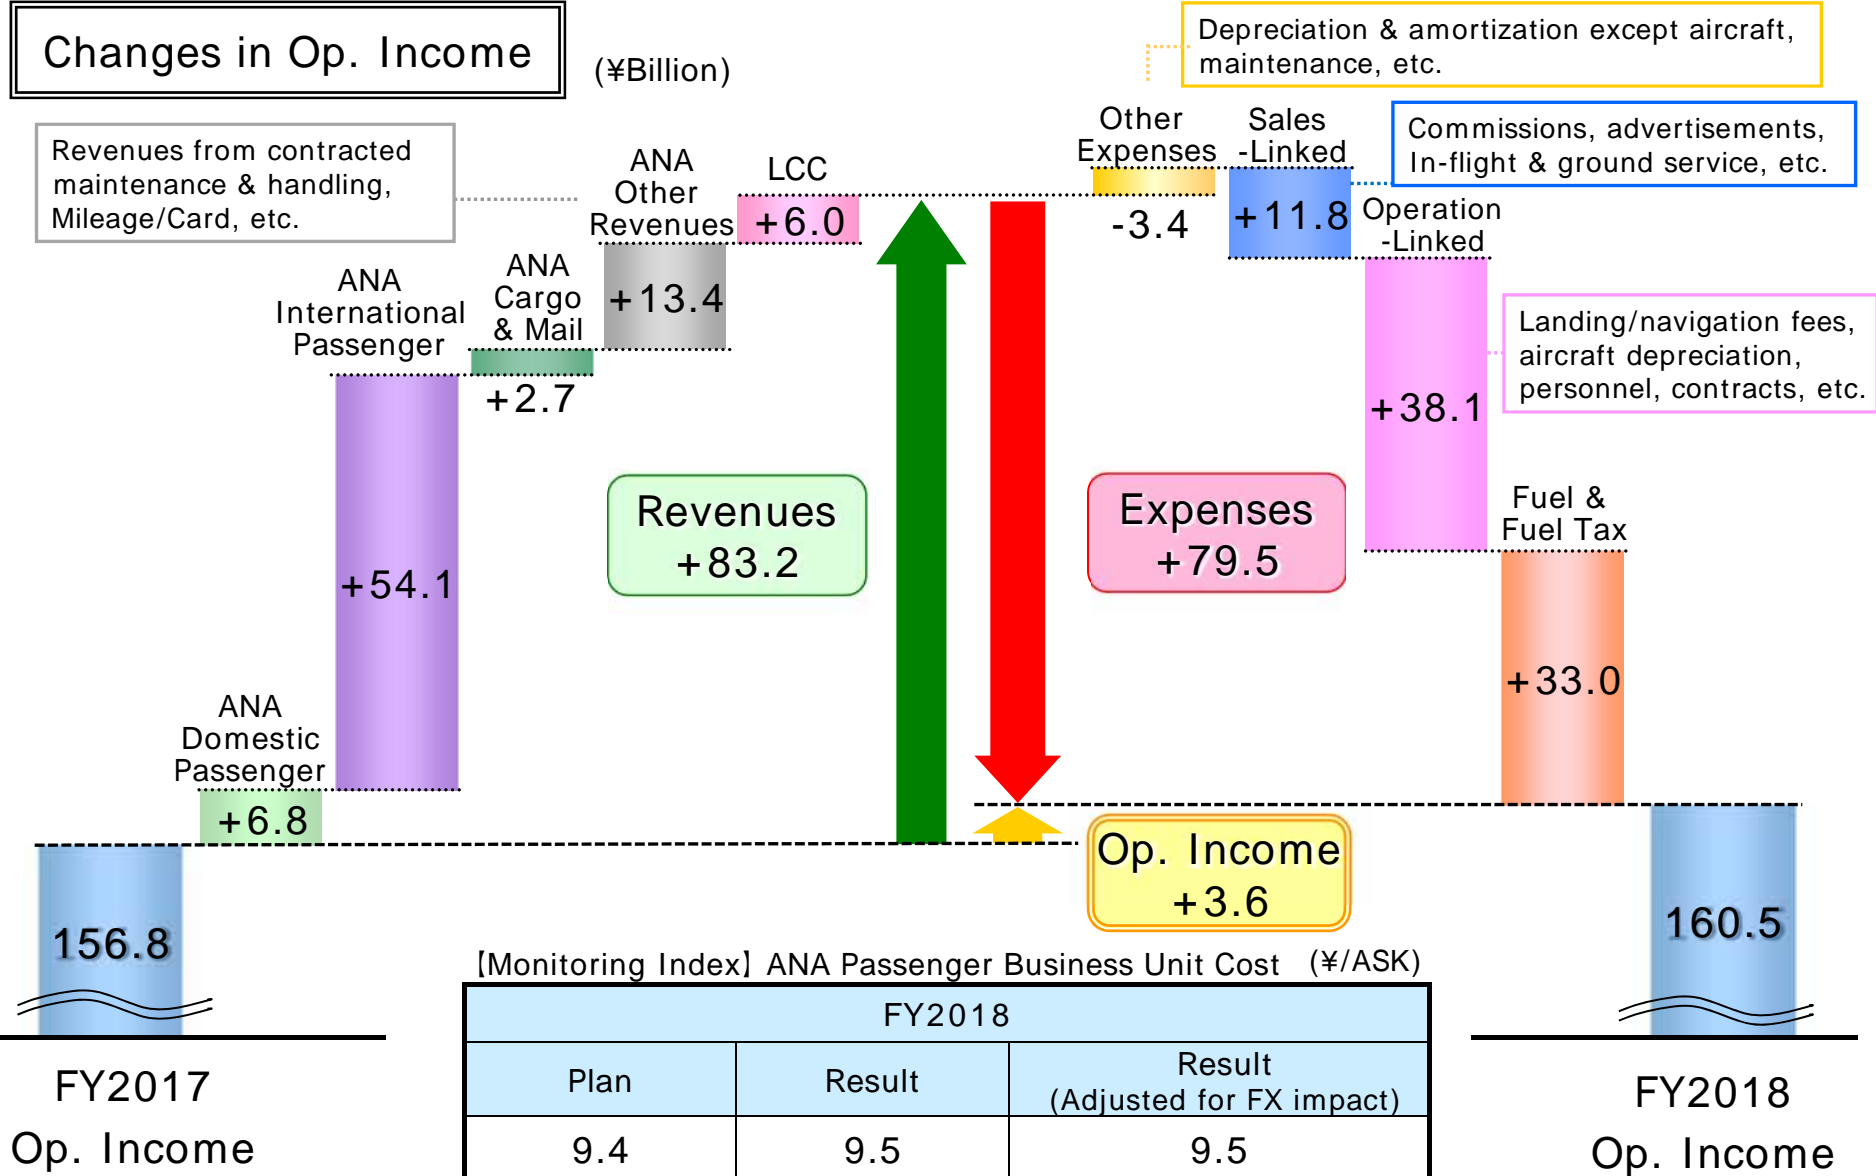 Changes in Op. Income
(¥Billion)
Depreciation & amortization except aircraft,
maintenance, etc.
Revenues from contracted
maintenance & handling,
Mileage/Card, etc.
Commissions, advertisements,
In-flight & ground service, etc.
ANA
Other
Revenues
+13.4
LCC
+6.0
Other
Expenses
-3.4
Sales
-Linked
+11.8
Operation
-Linked
+38.1
Landing/navigation fees,
aircraft depreciation,
personnel, contracts, etc.
ANA
International
Passenger
+54.1
ANA
Cargo
& Mail
+2.7
Revenues
+83.2
Expenses
+79.5
Fuel &
Fuel Tax
+33.0
ANA
Domestic
Passenger
+6.8
Op. Income
+3.6
156.8
160.5
FY2017
Op. Income
FY2018
Op. Income
【Monitoring Index】 ANA Passenger Business Unit Cost (¥/ASK)
FY2018
Plan
Result
Result
(Adjusted for FX impact)
9.4
9.5
9.5